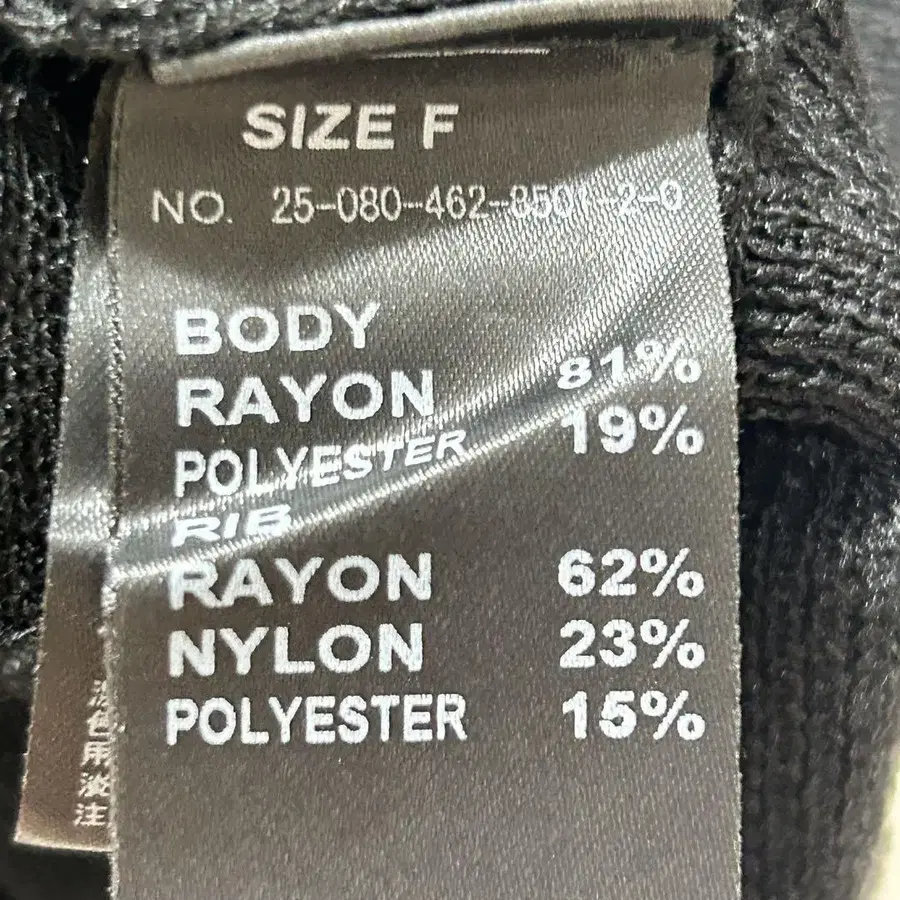 SIZE F
NO. 25-080-462-8501-2-0
BODY
RAYON 81%
POLYESTER 19%
RIB
RAYON 62%
NYLON 23%
POLYESTER 15%
注